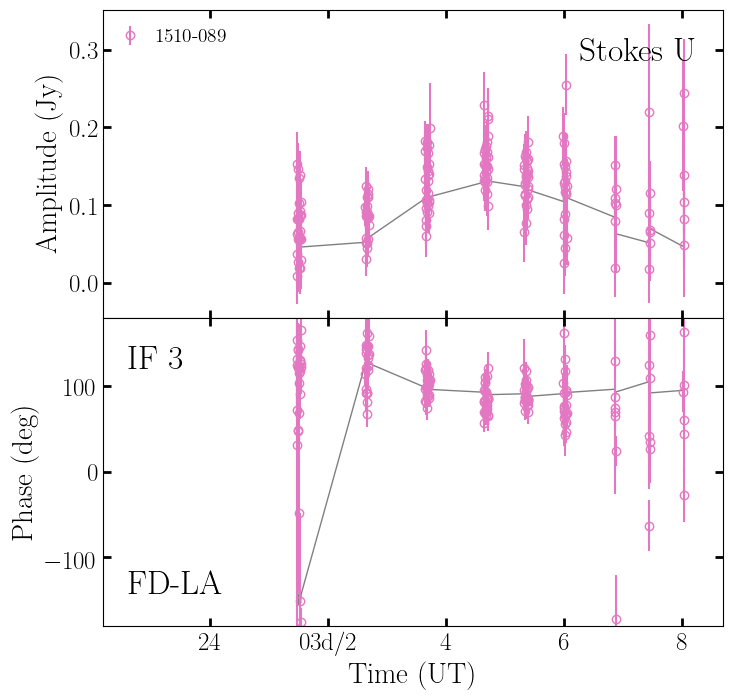 1510-089
Stokes U
Amplitude (Jy)
0.3
0.2
0.1
0.0
IF 3
Phase (deg)
100
0
−100
FD-LA
24 03d/2 4 6 8
Time (UT)